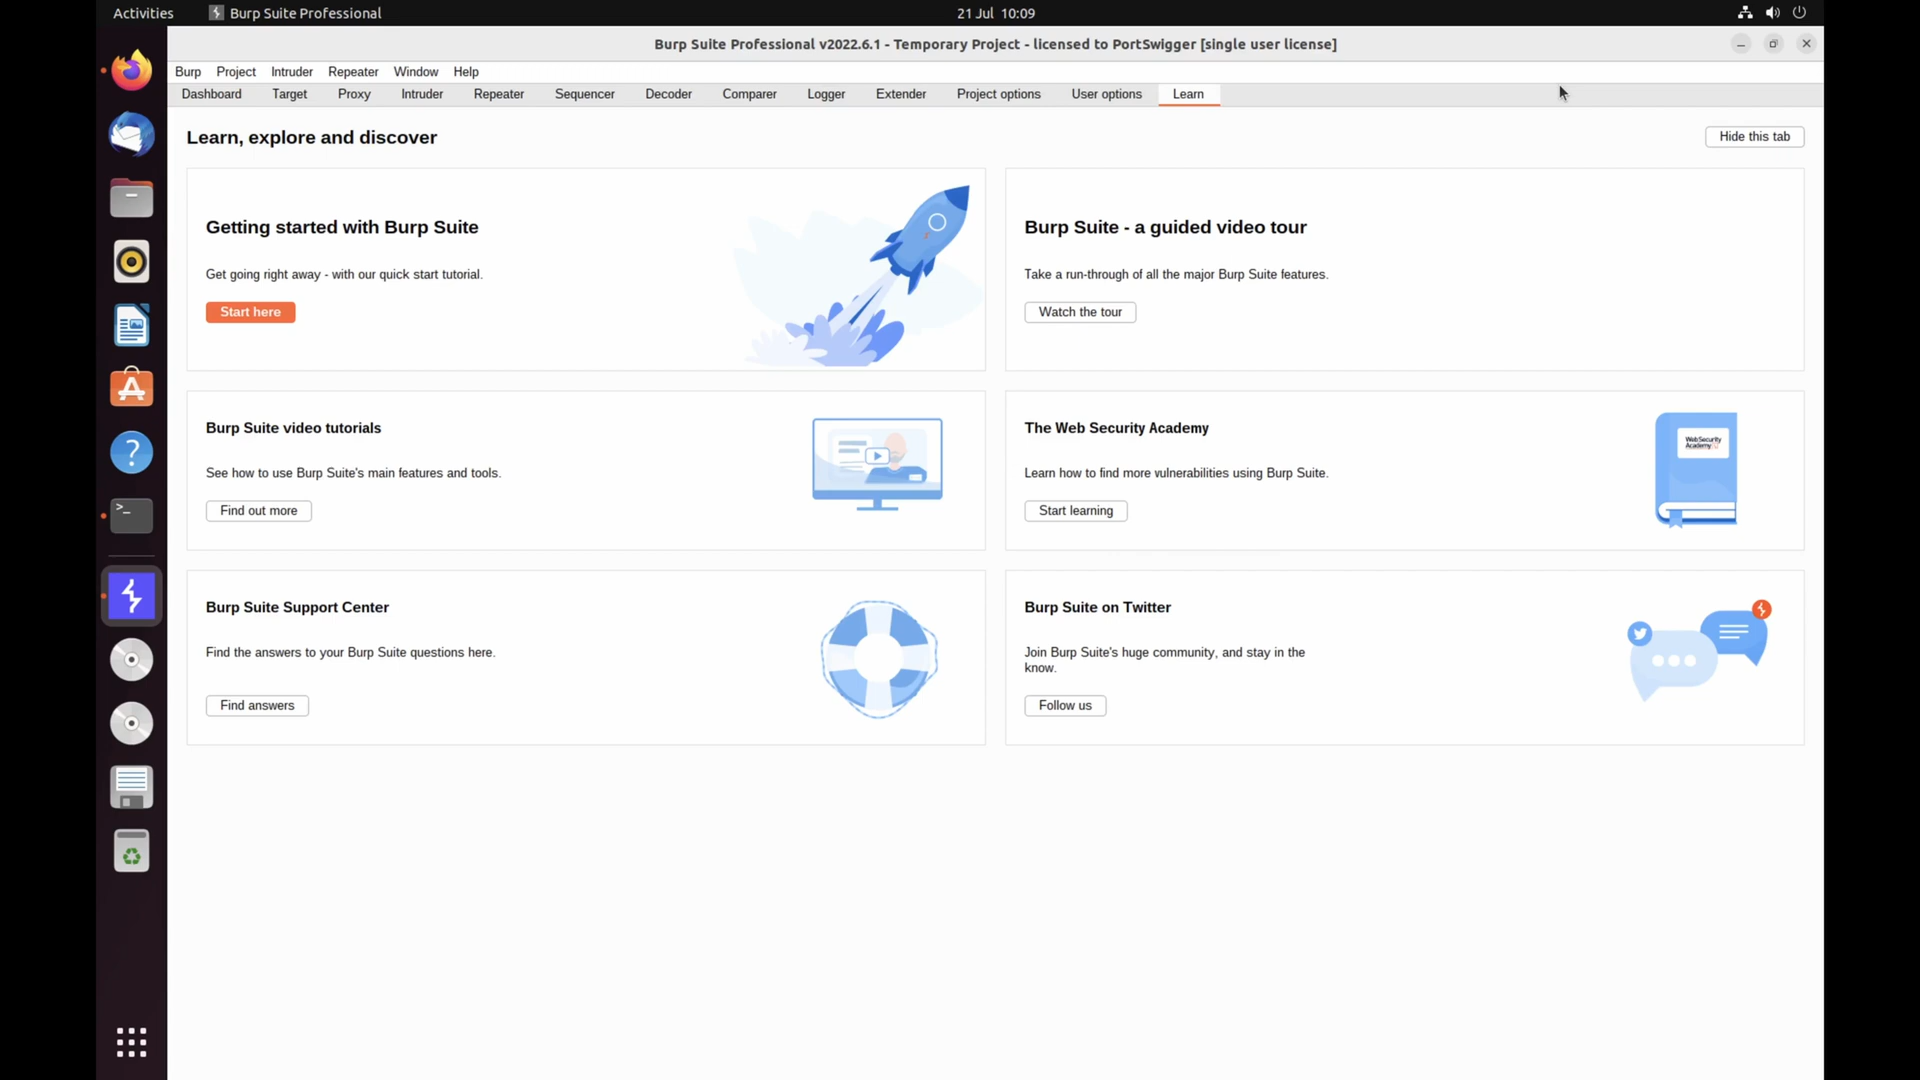 Activities Burp Suite Professional 21 Jul 10:09
Burp Suite Professional v2022.6.1 - Temporary Project - licensed to PortSwigger [single user license]
Burp Project Intruder Repeater Window Help
Dashboard Target Proxy Intruder Repeater Sequencer Decoder Comparer Logger Extender Project options User options Learn
Learn, explore and discover
Hide this tab
Getting started with Burp Suite
Get going right away - with our quick start tutorial.
Start here
Burp Suite - a guided video tour
Take a run-through of all the major Burp Suite features.
Watch the tour
Burp Suite video tutorials
See how to use Burp Suite's main features and tools.
Find out more
The Web Security Academy
Learn how to find more vulnerabilities using Burp Suite.
Start learning
WebSecurity
Academy
Burp Suite Support Center
Find the answers to your Burp Suite questions here.
Find answers
Burp Suite on Twitter
Join Burp Suite's huge community, and stay in the
know.
Follow us